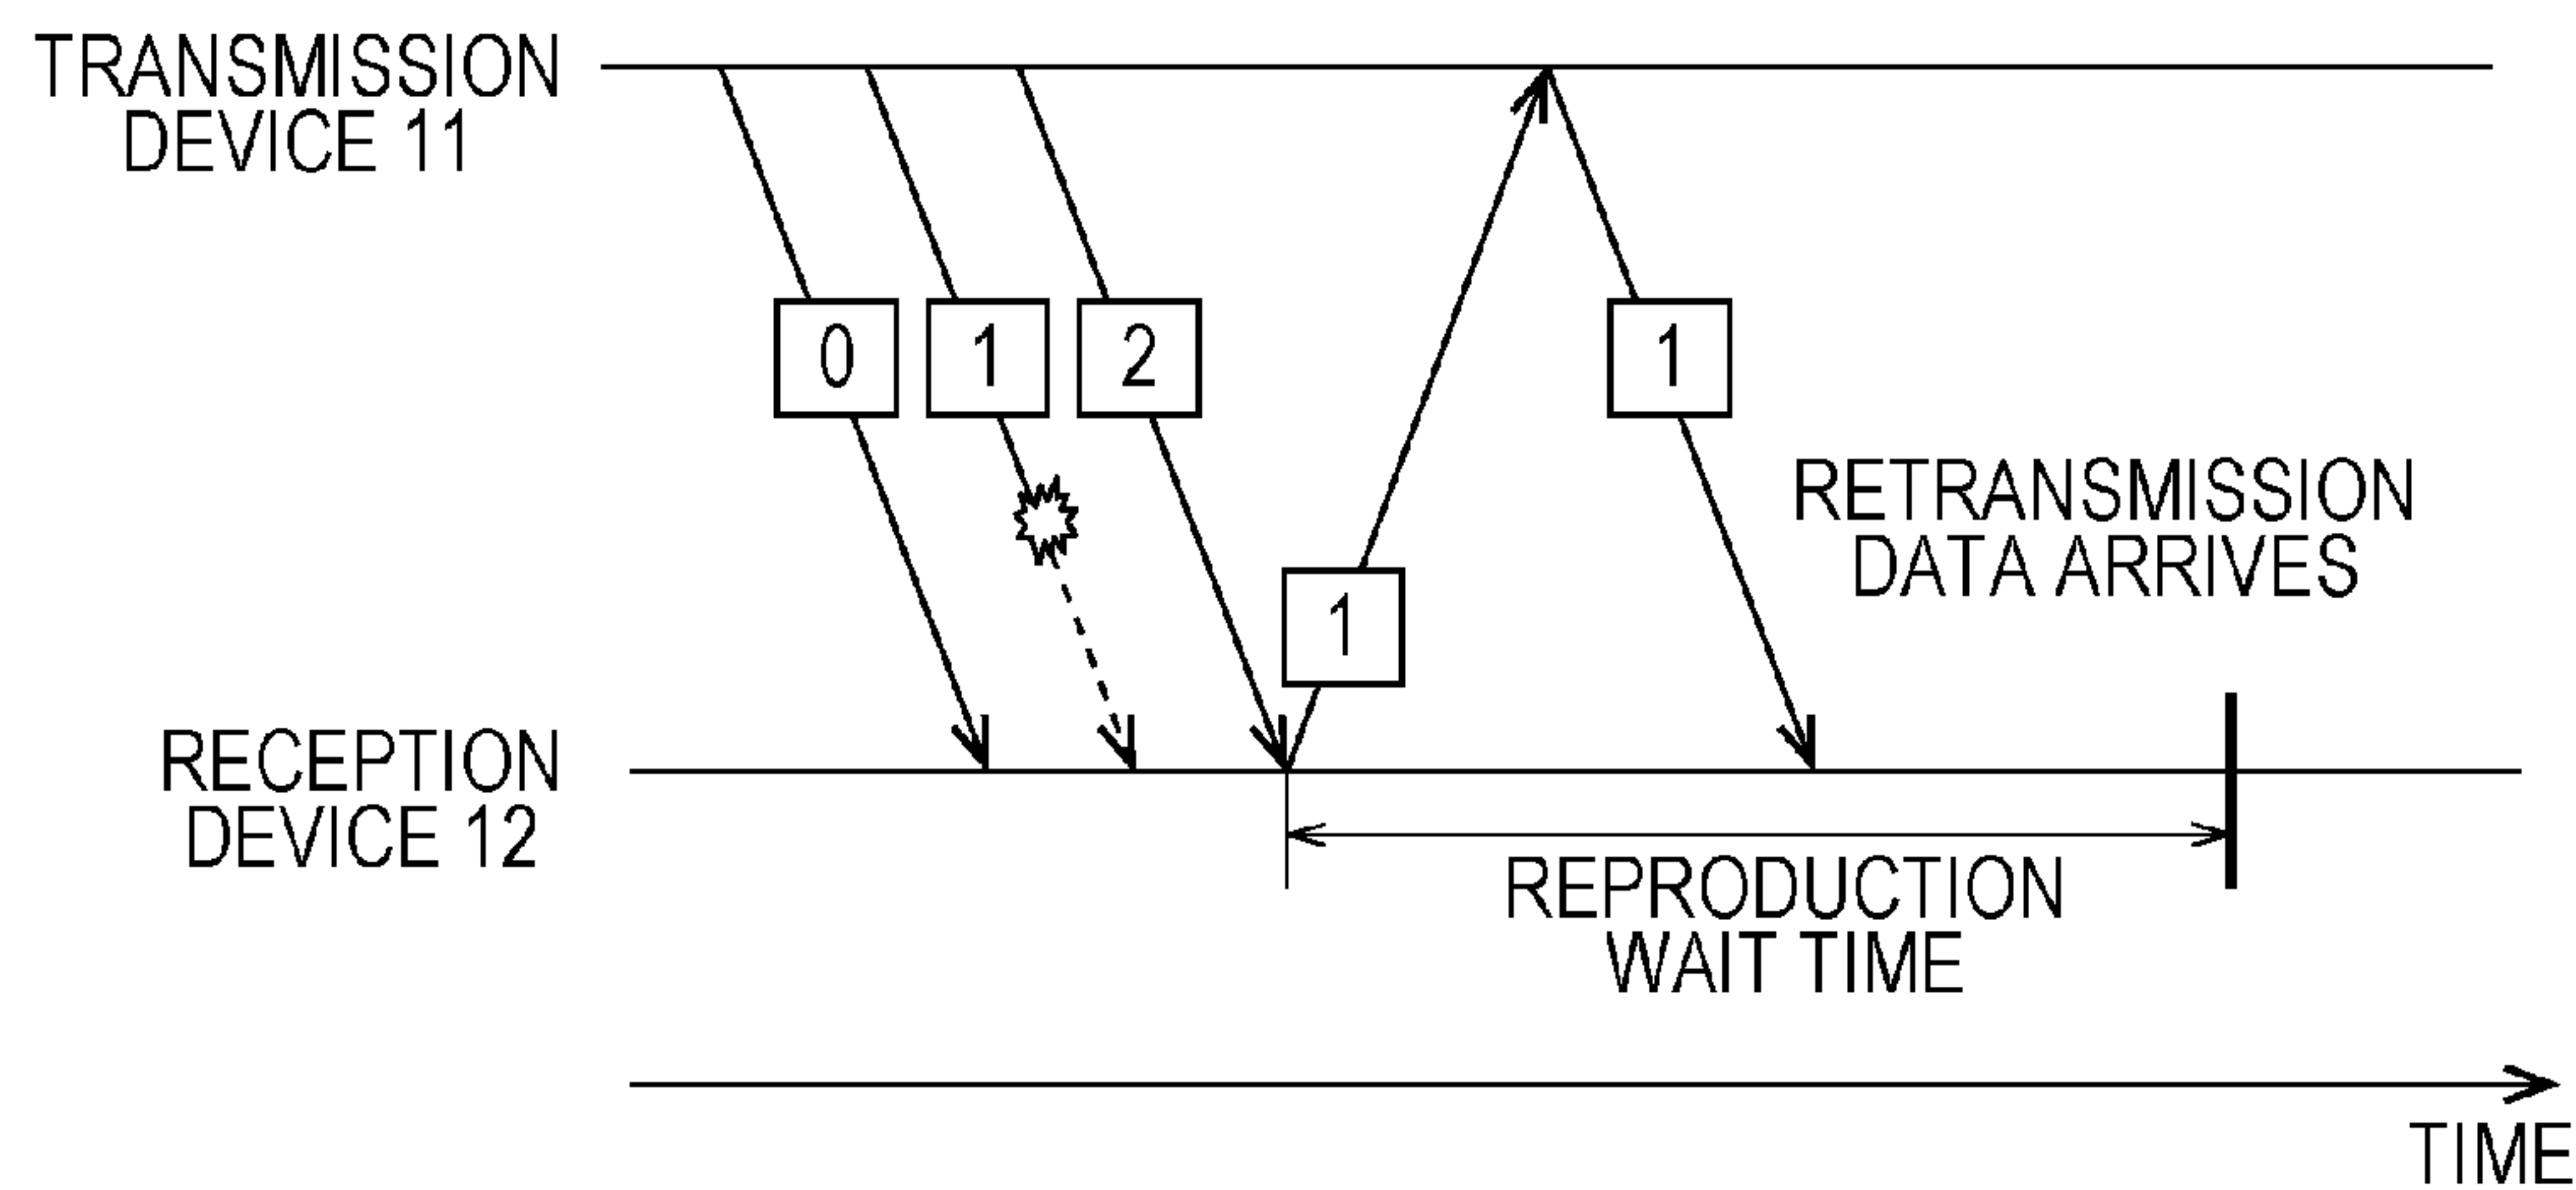 TRANSMISSION
DEVICE 11
0
1
2
1
1
RETRANSMISSION
DATA ARRIVES
RECEPTION
DEVICE 12
REPRODUCTION
WAIT TIME
TIME